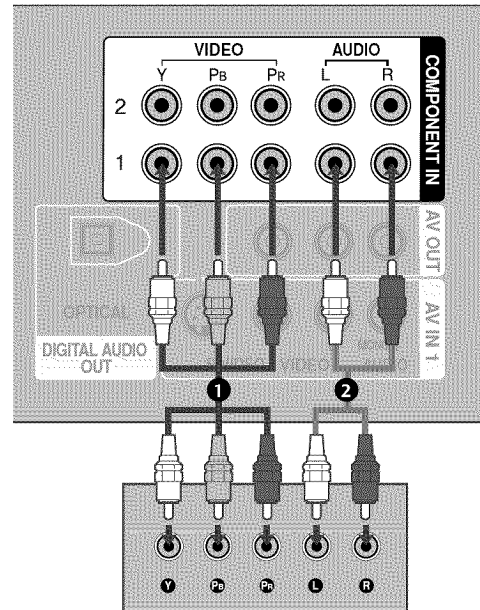 VIDEO AUDIO
Y PB PR L R
2
1
COMPONENT IN
AV OUT
OPTICAL
DIGITAL AUDIO
OUT
VIDEO
AV IN 1
1 2
Y PB PR L R